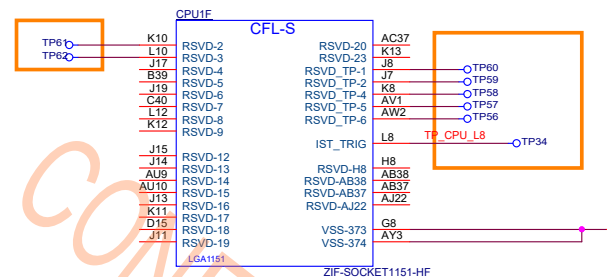 CPU1F
CFL-S
TP61 K10 RSVD-2 RSVD-20 AC37
TP62 L10 RSVD-3 RSVD-23 K13
J17 RSVD-4 RSVD_TP-1 J8 TP60
B39 RSVD-5 RSVD_TP-2 J7 TP59
J19 RSVD-6 RSVD_TP-4 K8 TP58
C40 RSVD-7 RSVD_TP-5 AV1 TP57
L12 RSVD-8 RSVD_TP-6 AW2 TP56
K12 RSVD-9
IST_TRIG L8 TP_CPU_L8 TP34
J15 RSVD-12
J14 RSVD-13 RSVD-H8 H8
AU9 RSVD-14 RSVD-AB38 AB38
AU10 RSVD-15 RSVD-AB37 AB37
J13 RSVD-16 RSVD-AJ22 AJ22
K11 RSVD-17
D15 RSVD-18 VSS-373 G8
J11 RSVD-19 VSS-374 AY3
LGA1151
ZIF-SOCKET1151-HF
CON